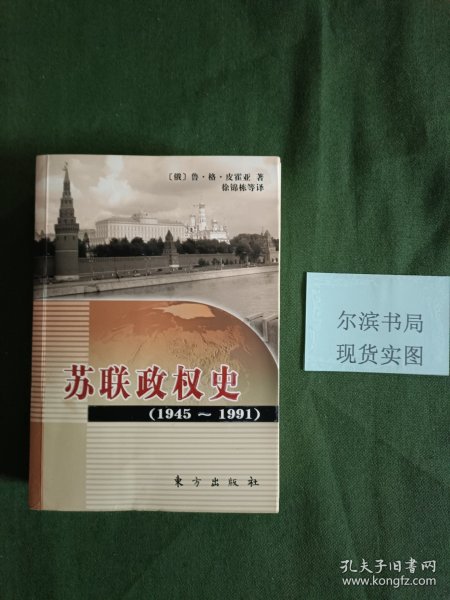 〔俄〕鲁·格·皮霍亚 著
徐锦栋等译
苏联政权史
(1945～1991)
东方出版社
尔滨书局
现货实图
孔夫子旧书网
www.kongfz.com